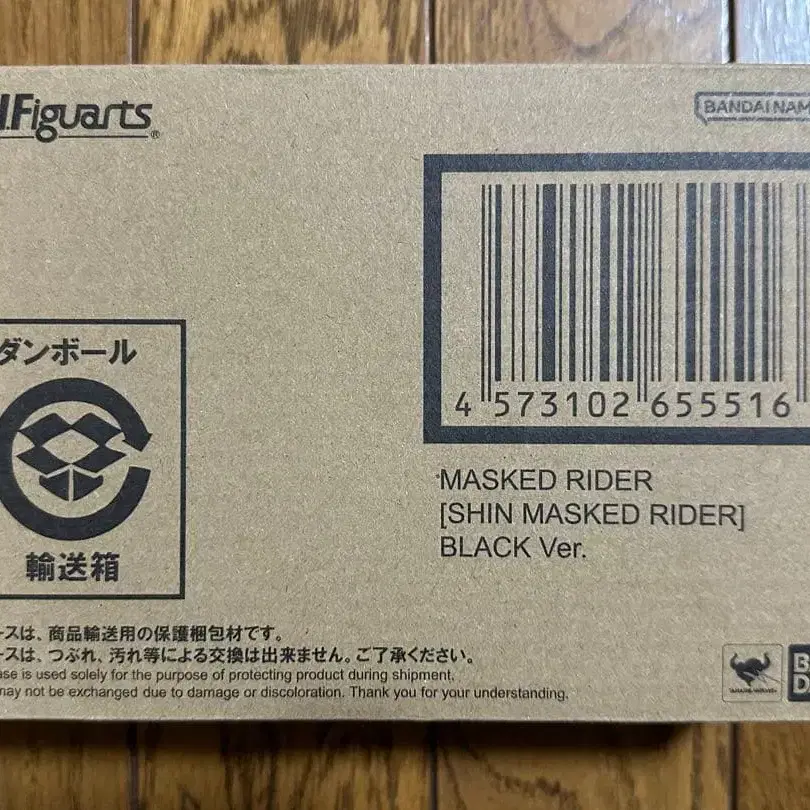 .Figuarts®
BANDAI NAM
4 573102 655516
MASKED RIDER
[SHIN MASKED RIDER]
BLACK Ver.
ダンボール
輸送箱
ースは、商品輸送用の保護梱包材です。
ースは、つぶれ、汚れ等による交換は出来ません。ご了承ください。
ase is used solely for the purpose of protecting product during shipment.
may not be exchanged due to damage or discoloration. Thank you for your understanding.
TAMASHII NATIONS
B
D